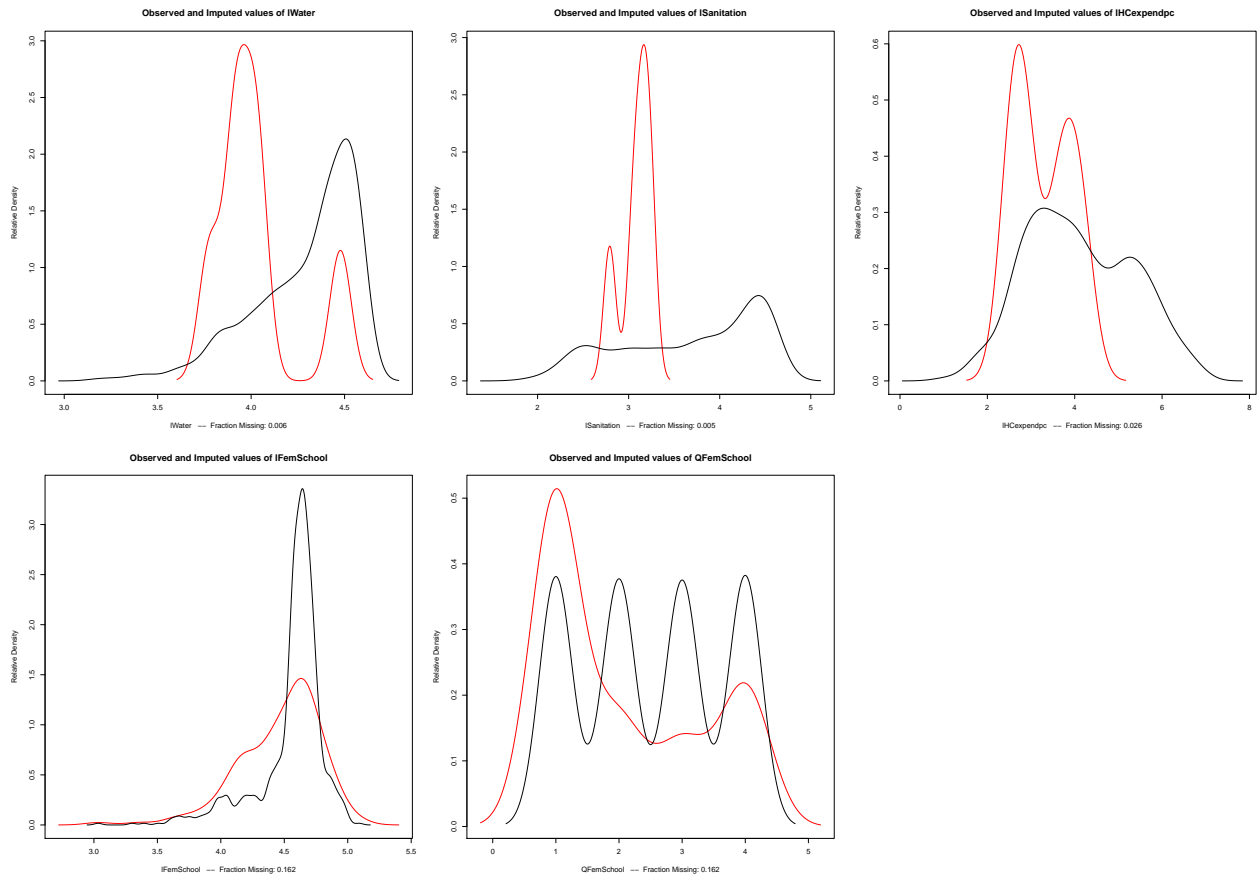 Observed and Imputed values of lWater
Relative Density
0.0 0.5 1.0 1.5 2.0 2.5 3.0
3.0 3.5 4.0 4.5
lWater −− Fraction Missing: 0.006
Observed and Imputed values of lSanitation
Relative Density
0.0 0.5 1.0 1.5 2.0 2.5 3.0
2 3 4 5
lSanitation −− Fraction Missing: 0.005
Observed and Imputed values of lHCexpendpc
Relative Density
0.0 0.1 0.2 0.3 0.4 0.5 0.6
0 2 4 6 8
lHCexpendpc −− Fraction Missing: 0.026
Observed and Imputed values of lFemSchool
Relative Density
0.0 0.5 1.0 1.5 2.0 2.5 3.0
3.0 3.5 4.0 4.5 5.0 5.5
lFemSchool −− Fraction Missing: 0.162
Observed and Imputed values of QFemSchool
Relative Density
0.0 0.1 0.2 0.3 0.4 0.5
0 1 2 3 4 5
QFemSchool −− Fraction Missing: 0.162